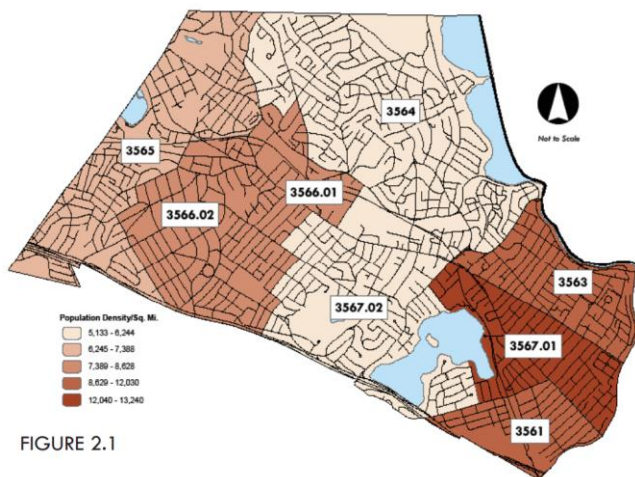 3564
Not to Scale
3565
3566.01
3566.02
3563
3567.02
3567.01
Population Density/Sq. Mi.
5,133 - 6,244
6,245 - 7,388
7,389 - 8,628
8,629 - 12,030
12,040 - 13,240
3561
FIGURE 2.1